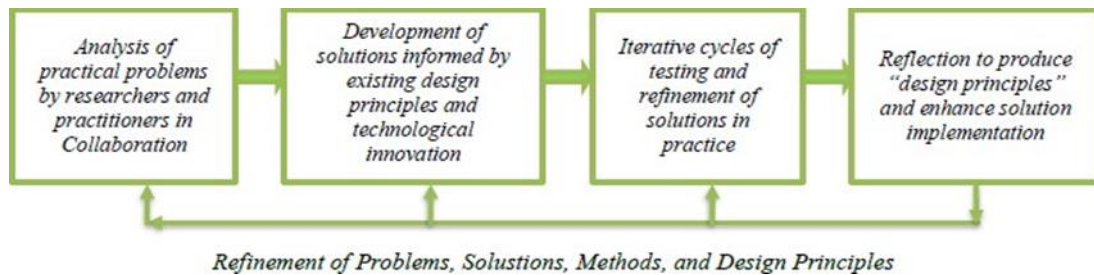 Analysis of
practical problems
by researchers and
practitioners in
Collaboration
Development of
solutions informed by
existing design
principles and
technological
innovation
Iterative cycles of
testing and
refinement of
solutions in
practice
Reflection to produce
“design principles”
and enhance solution
implementation
Refinement of Problems, Solustions, Methods, and Design Principles